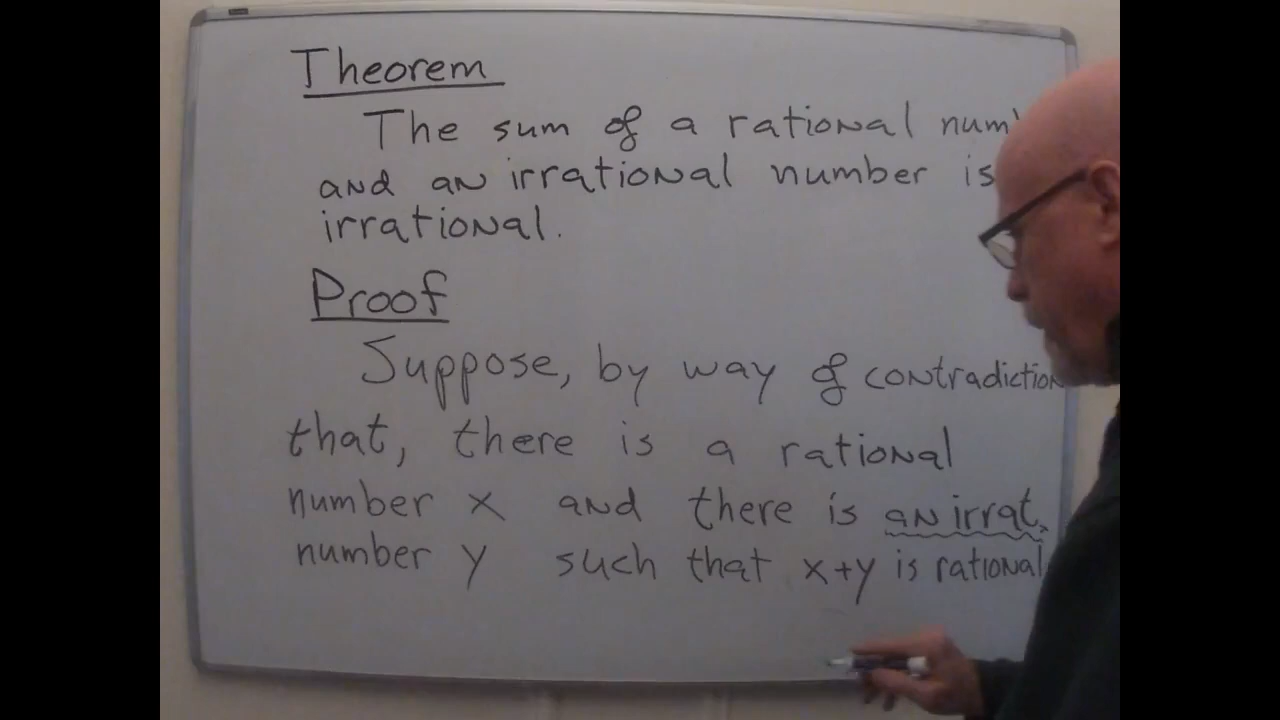 Theorem
The sum of a rational num
and an irrational number is
irrational.
Proof
Suppose, by way of contradiction
that, there is a rational
number x and there is an irrat.
number y such that x+y is rational